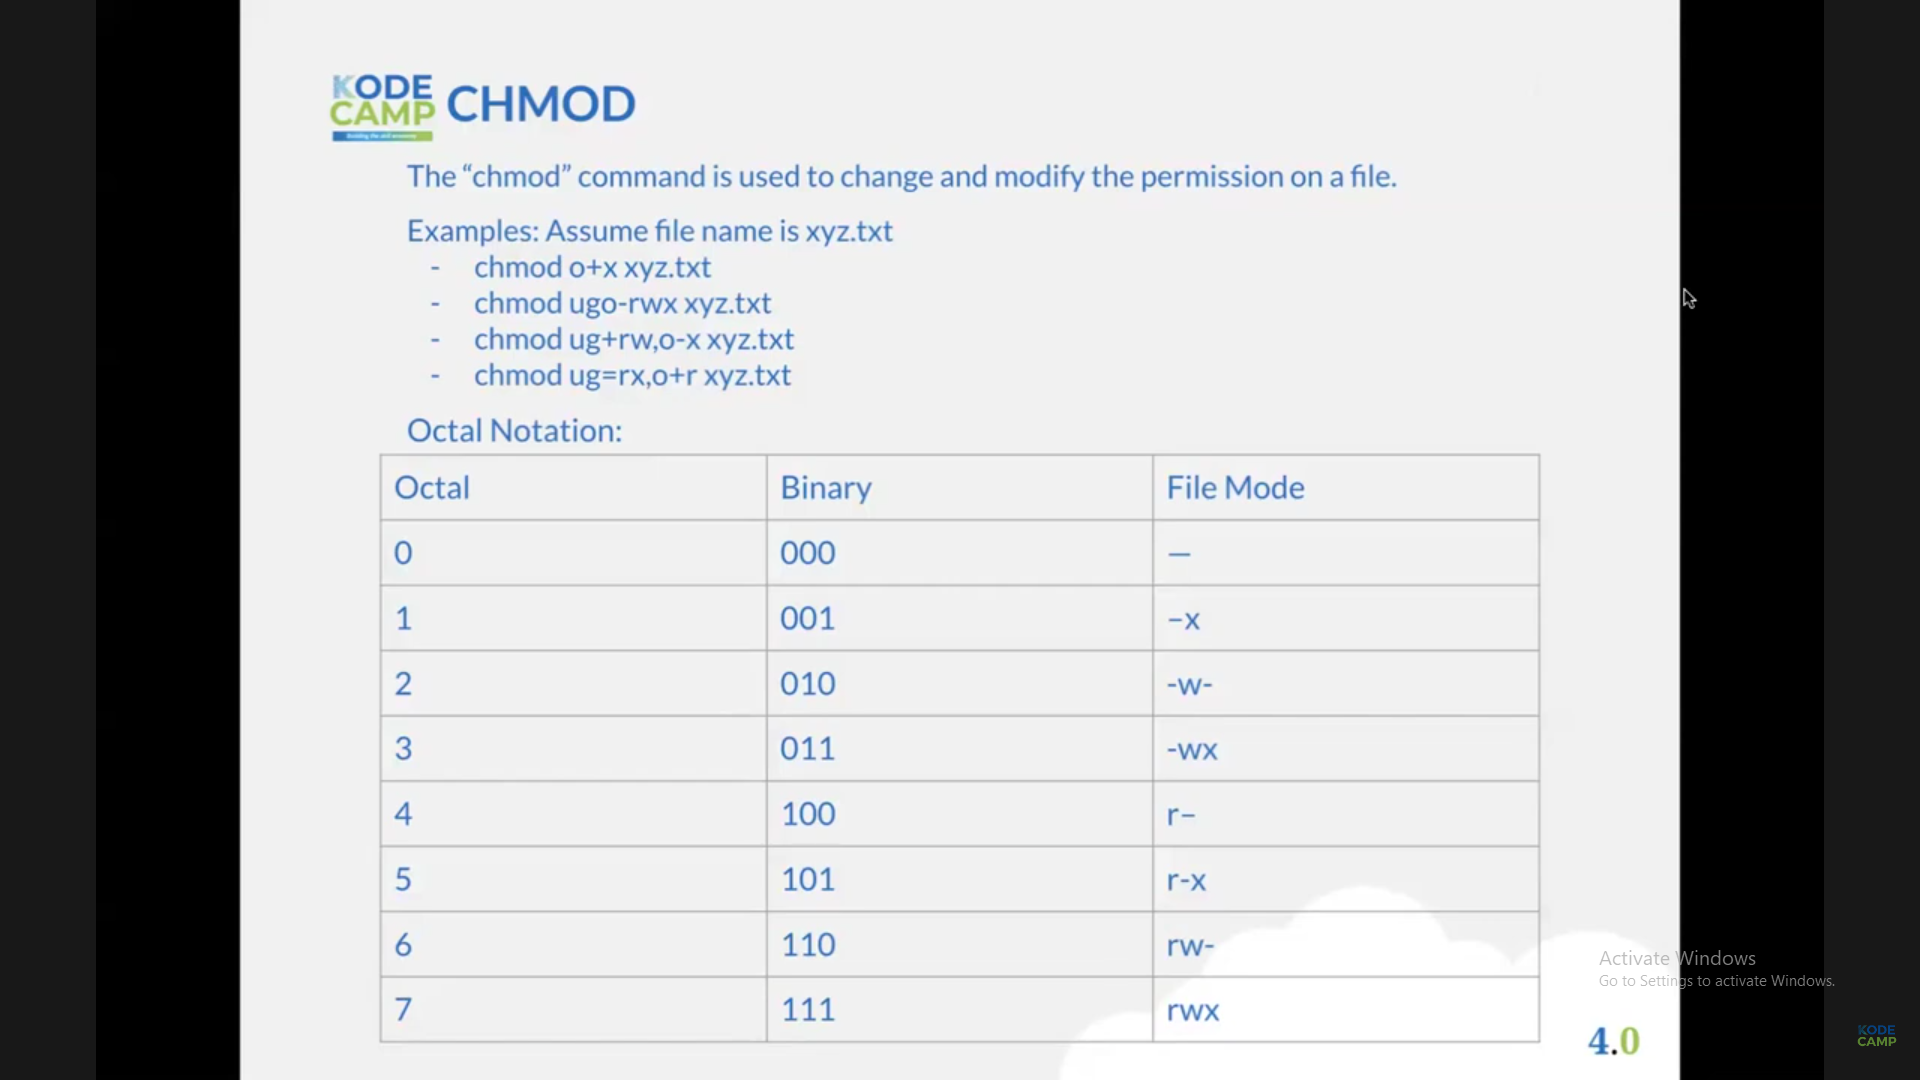 KODE
CAMP
CHMOD
The “chmod” command is used to change and modify the permission on a file.
Examples: Assume file name is xyz.txt
- chmod o+x xyz.txt
- chmod ugo-rwx xyz.txt
- chmod ug+rw,o-x xyz.txt
- chmod ug=rx,o+r xyz.txt
Octal Notation:
Octal Binary File Mode
0 000 —
1 001 –x
2 010 -w-
3 011 -wx
4 100 r–
5 101 r-x
6 110 rw-
7 111 rwx
Activate Windows
Go to Settings to activate Windows.
4.0
KODE
CAMP